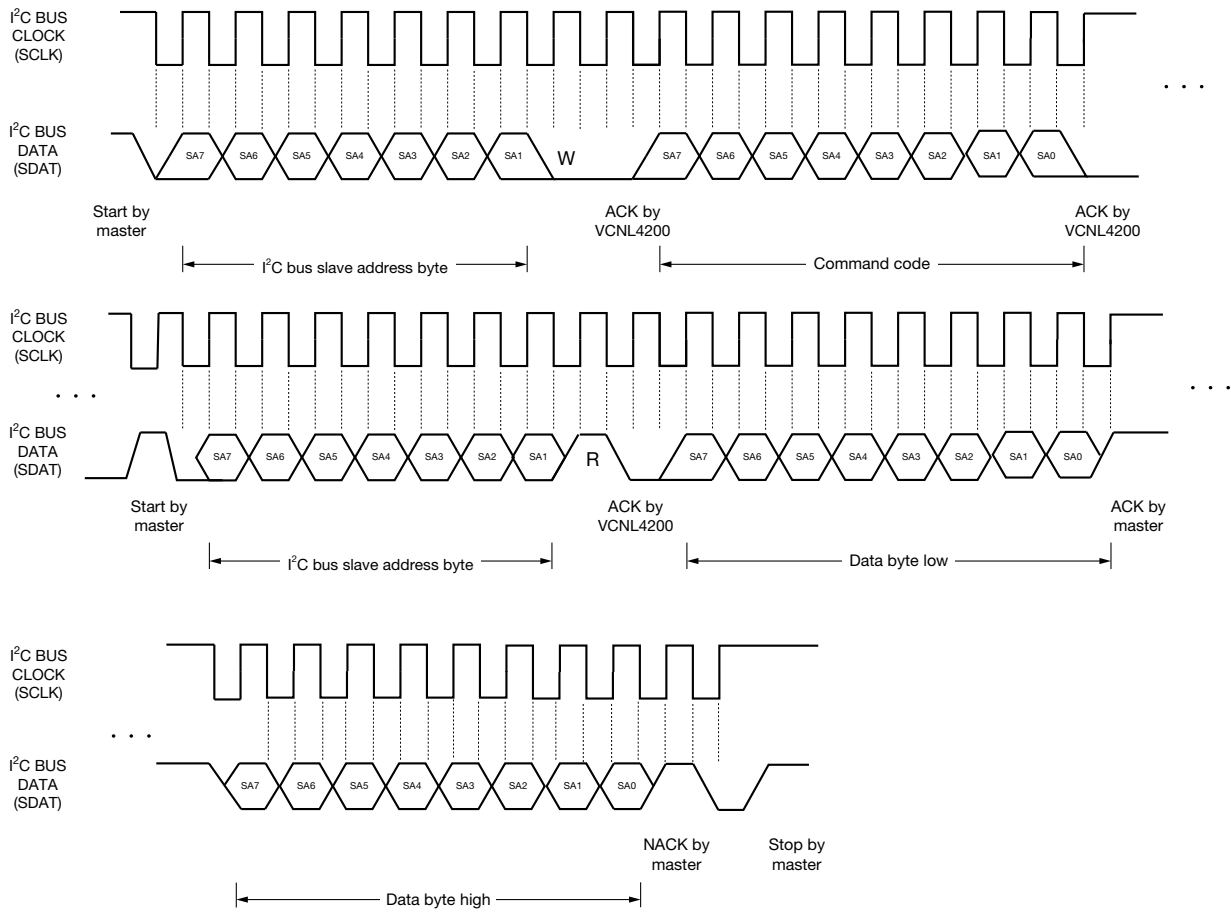 I²C BUS
CLOCK
(SCLK)
. . .
I²C BUS
DATA
(SDAT)
SA7 SA6 SA5 SA4 SA3 SA2 SA1 W SA7 SA6 SA5 SA4 SA3 SA2 SA1 SA0
Start by
master
ACK by
VCNL4200
ACK by
VCNL4200
I²C bus slave address byte
Command code
I²C BUS
CLOCK
(SCLK)
. . .
. . .
I²C BUS
DATA
(SDAT)
SA7 SA6 SA5 SA4 SA3 SA2 SA1 R SA7 SA6 SA5 SA4 SA3 SA2 SA1 SA0
Start by
master
ACK by
VCNL4200
ACK by
master
I²C bus slave address byte
Data byte low
I²C BUS
CLOCK
(SCLK)
. . .
I²C BUS
DATA
(SDAT)
SA7 SA6 SA5 SA4 SA3 SA2 SA1 SA0
NACK by
master
Stop by
master
Data byte high